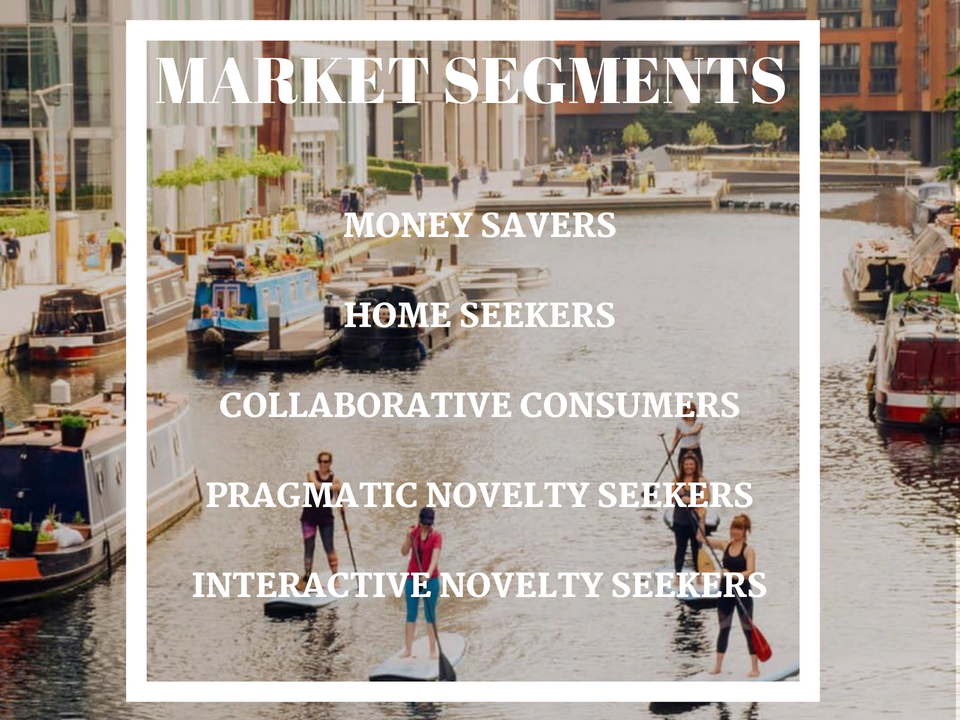 MARKET SEGMENTS
MONEY SAVERS
HOME SEEKERS
COLLABORATIVE CONSUMERS
PRAGMATIC NOVELTY SEEKERS
INTERACTIVE NOVELTY SEEKERS